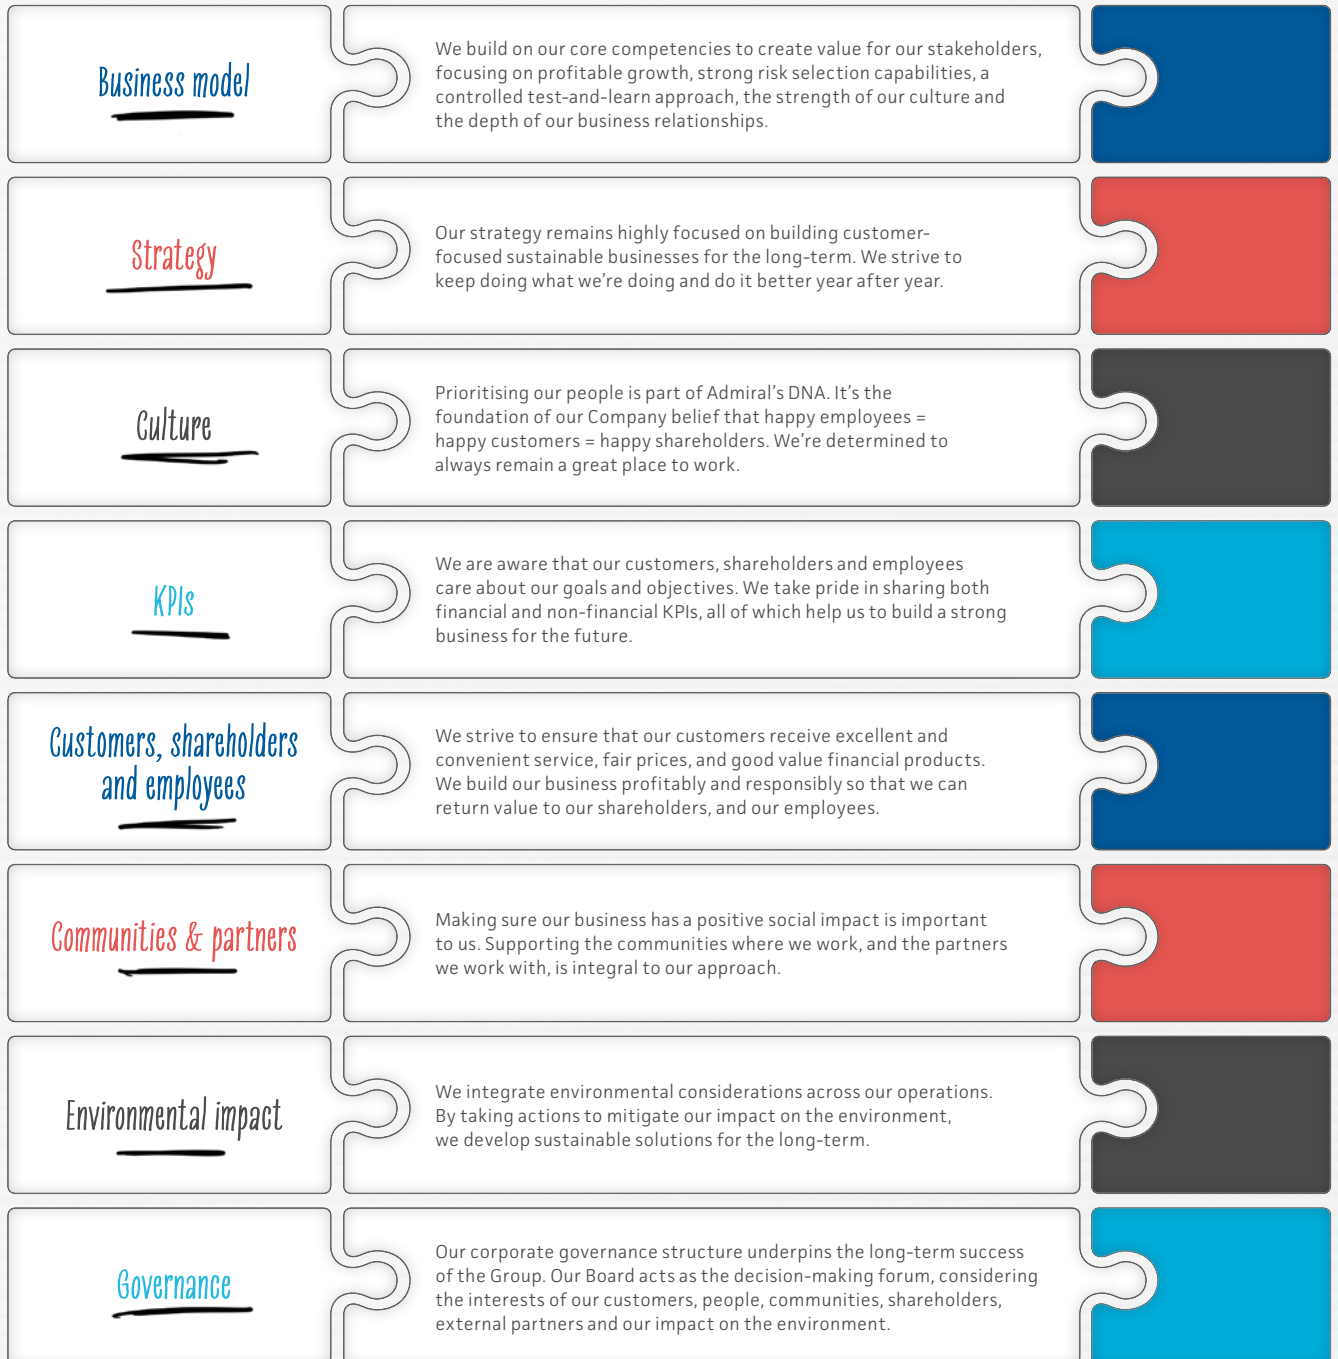 Business model
We build on our core competencies to create value for our stakeholders,
focusing on profitable growth, strong risk selection capabilities, a
controlled test-and-learn approach, the strength of our culture and
the depth of our business relationships.
Strategy
Our strategy remains highly focused on building customer-
focused sustainable businesses for the long-term. We strive to
keep doing what we’re doing and do it better year after year.
Culture
Prioritising our people is part of Admiral’s DNA. It’s the
foundation of our Company belief that happy employees =
happy customers = happy shareholders. We’re determined to
always remain a great place to work.
KPIs
We are aware that our customers, shareholders and employees
care about our goals and objectives. We take pride in sharing both
financial and non-financial KPIs, all of which help us to build a strong
business for the future.
Customers, shareholders
and employees
We strive to ensure that our customers receive excellent and
convenient service, fair prices, and good value financial products.
We build our business profitably and responsibly so that we can
return value to our shareholders, and our employees.
Communities & partners
Making sure our business has a positive social impact is important
to us. Supporting the communities where we work, and the partners
we work with, is integral to our approach.
Environmental impact
We integrate environmental considerations across our operations.
By taking actions to mitigate our impact on the environment,
we develop sustainable solutions for the long-term.
Governance
Our corporate governance structure underpins the long-term success
of the Group. Our Board acts as the decision-making forum, considering
the interests of our customers, people, communities, shareholders,
external partners and our impact on the environment.